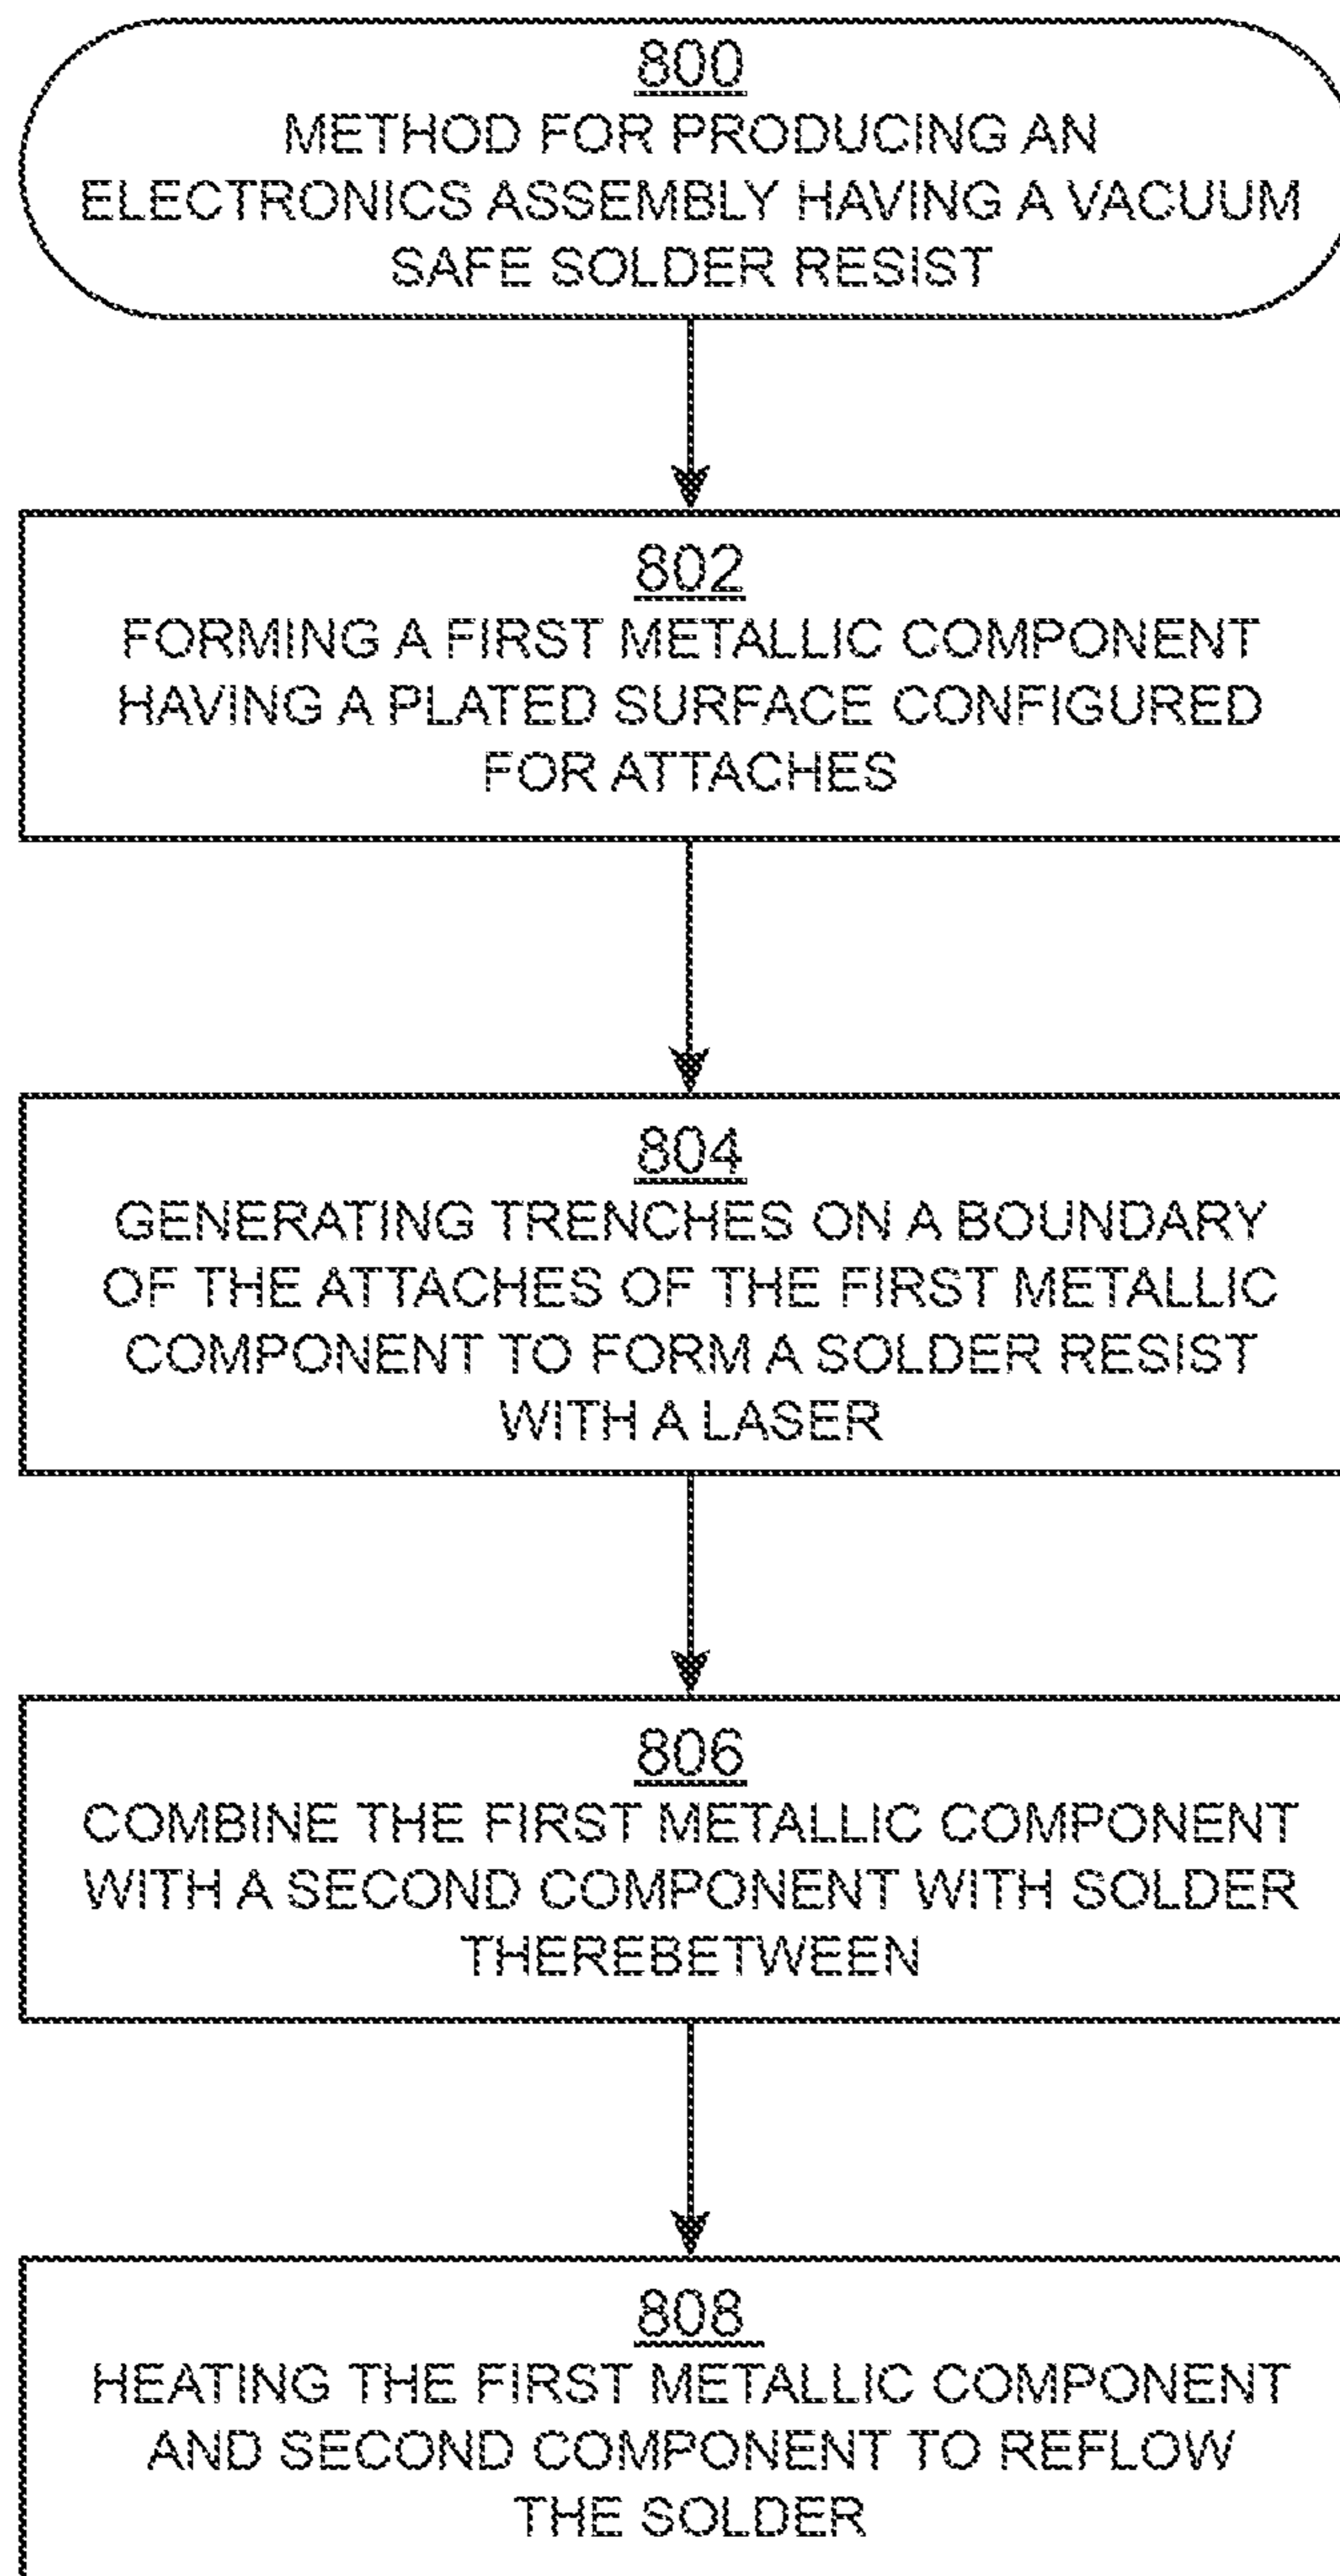 800
METHOD FOR PRODUCING AN
ELECTRONICS ASSEMBLY HAVING A VACUUM
SAFE SOLDER RESIST
802
FORMING A FIRST METALLIC COMPONENT
HAVING A PLATED SURFACE CONFIGURED
FOR ATTACHES
804
GENERATING TRENCHES ON A BOUNDARY
OF THE ATTACHES OF THE FIRST METALLIC
COMPONENT TO FORM A SOLDER RESIST
WITH A LASER
806
COMBINE THE FIRST METALLIC COMPONENT
WITH A SECOND COMPONENT WITH SOLDER
THEREBETWEEN
808
HEATING THE FIRST METALLIC COMPONENT
AND SECOND COMPONENT TO REFLOW
THE SOLDER